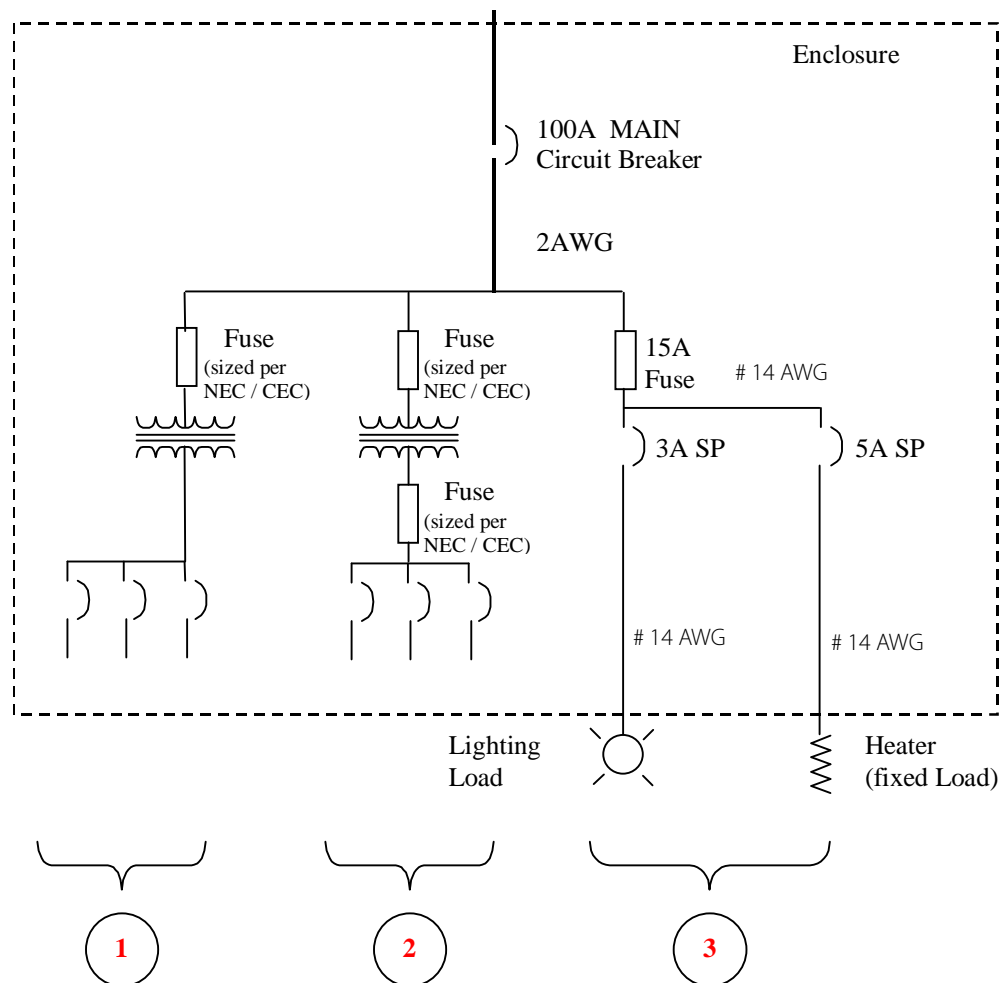 Enclosure
100A MAIN
Circuit Breaker
2AWG
Fuse
(sized per
NEC / CEC)
Fuse
(sized per
NEC / CEC)
15A
Fuse
# 14 AWG
3A SP
5A SP
Fuse
(sized per
NEC / CEC)
# 14 AWG
# 14 AWG
Lighting
Load
Heater
(fixed Load)
1
2
3